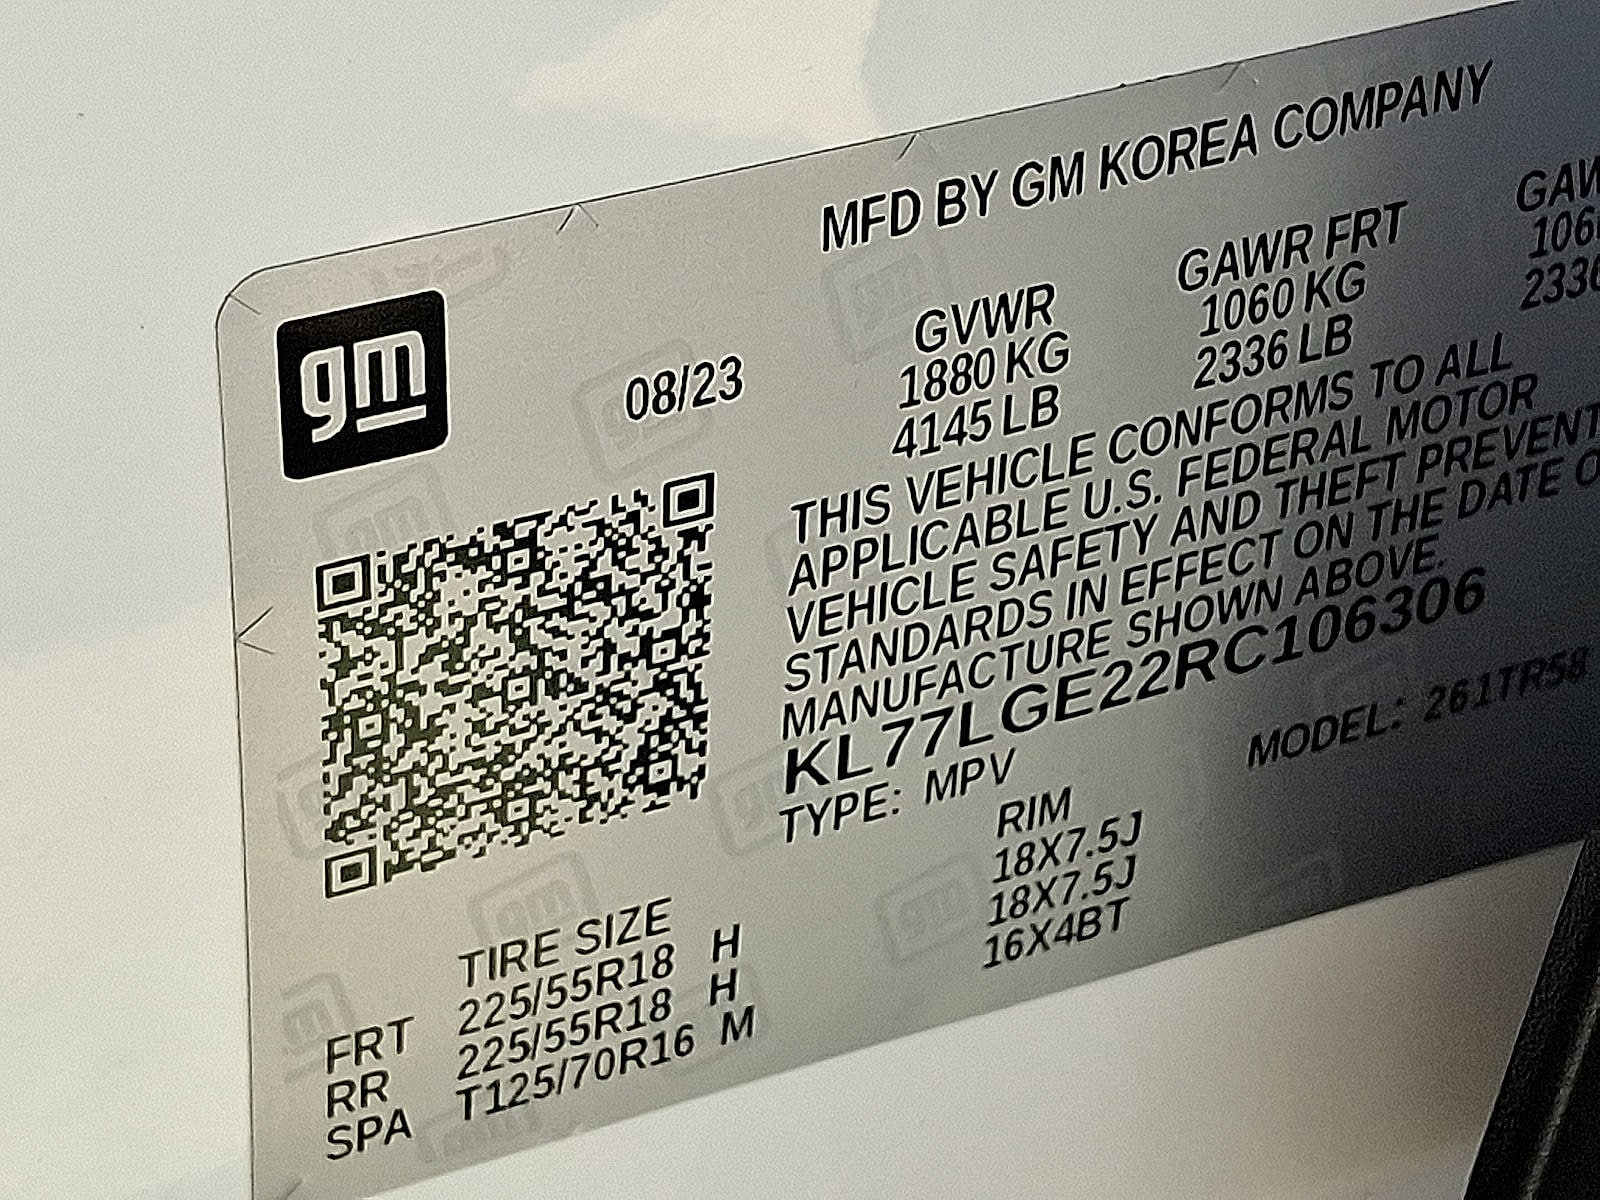 MFD BY GM KOREA COMPANY
gm
08/23
GVWR
1880 KG
4145 LB
GAWR FRT
1060 KG
2336 LB
THIS VEHICLE CONFORMS TO ALL
APPLICABLE U.S. FEDERAL MOTOR
VEHICLE SAFETY AND THEFT PREVENT
STANDARDS IN EFFECT ON THE DATE O
MANUFACTURE SHOWN ABOVE.
KL77LGE22RC106306
TYPE: MPV MODEL: 261TR58
TIRE SIZE RIM
FRT 225/55R18 H 18X7.5J
RR 225/55R18 H 18X7.5J
SPA T125/70R16 M 16X4BT